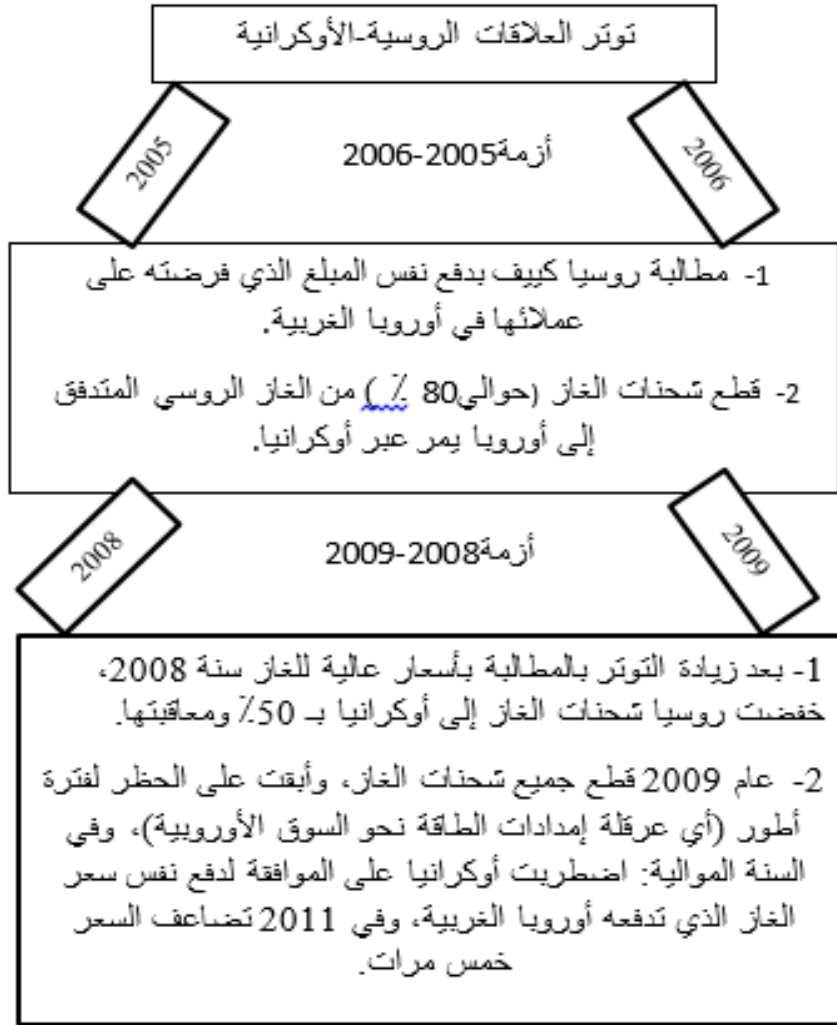 توتر العلاقات الروسية-الأوكرانية
2005
أزمة2005-2006
2006
1- مطالبة روسيا كييف بدفع نفس المبلغ الذي فرضته على
عملائها في أوروبا الغربية.
2- قطع شحنات الغاز (حوالي80 ٪ ) من الغاز الروسي المتدفق
إلى أوروبا يمر عبر أوكرانيا.
2008
أزمة2008-2009
2009
1- بعد زيادة التوتر بالمطالبة بأسعار عالية للغاز سنة 2008،
خفضت روسيا شحنات الغاز إلى أوكرانيا بـ 50٪ ومعاقبتها.
2- عام 2009 قطع جميع شحنات الغاز، وأبقت على الحظر لفترة
أطور (أي عرقلة إمدادات الطاقة نحو السوق الأوروبية)، وفي
السنة الموالية: اضطربت أوكرانيا على الموافقة لدفع نفس سعر
الغاز الذي تدفعه أوروبا الغربية، وفي 2011 تضاعف السعر
خمس مرات.